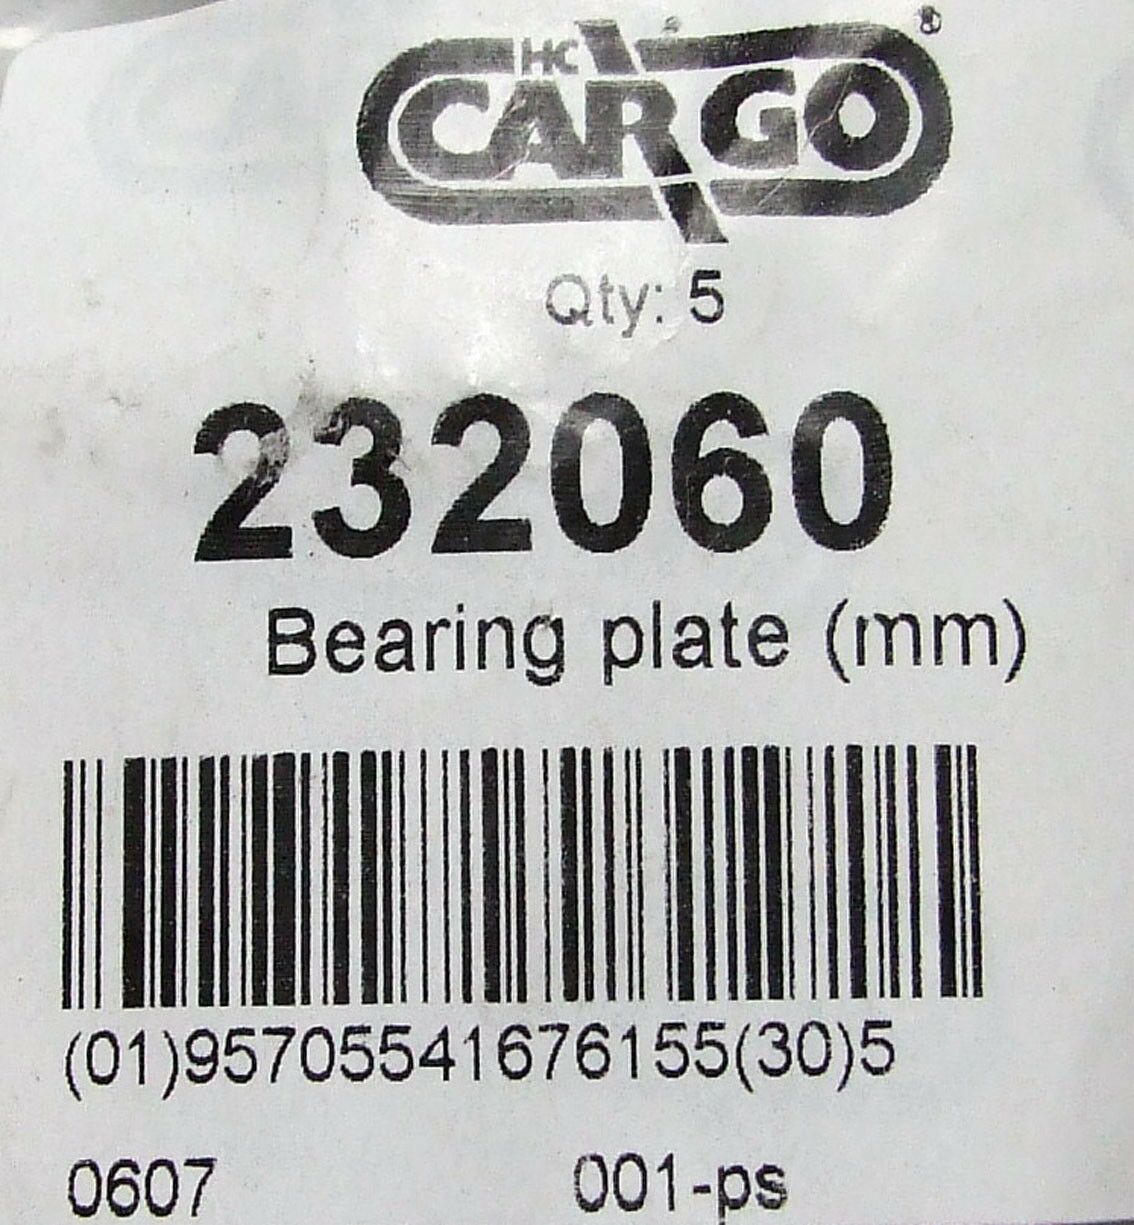 HC
CARGO®
Qty: 5
232060
Bearing plate (mm)
(01)95705541676155(30)5
0607 001-ps